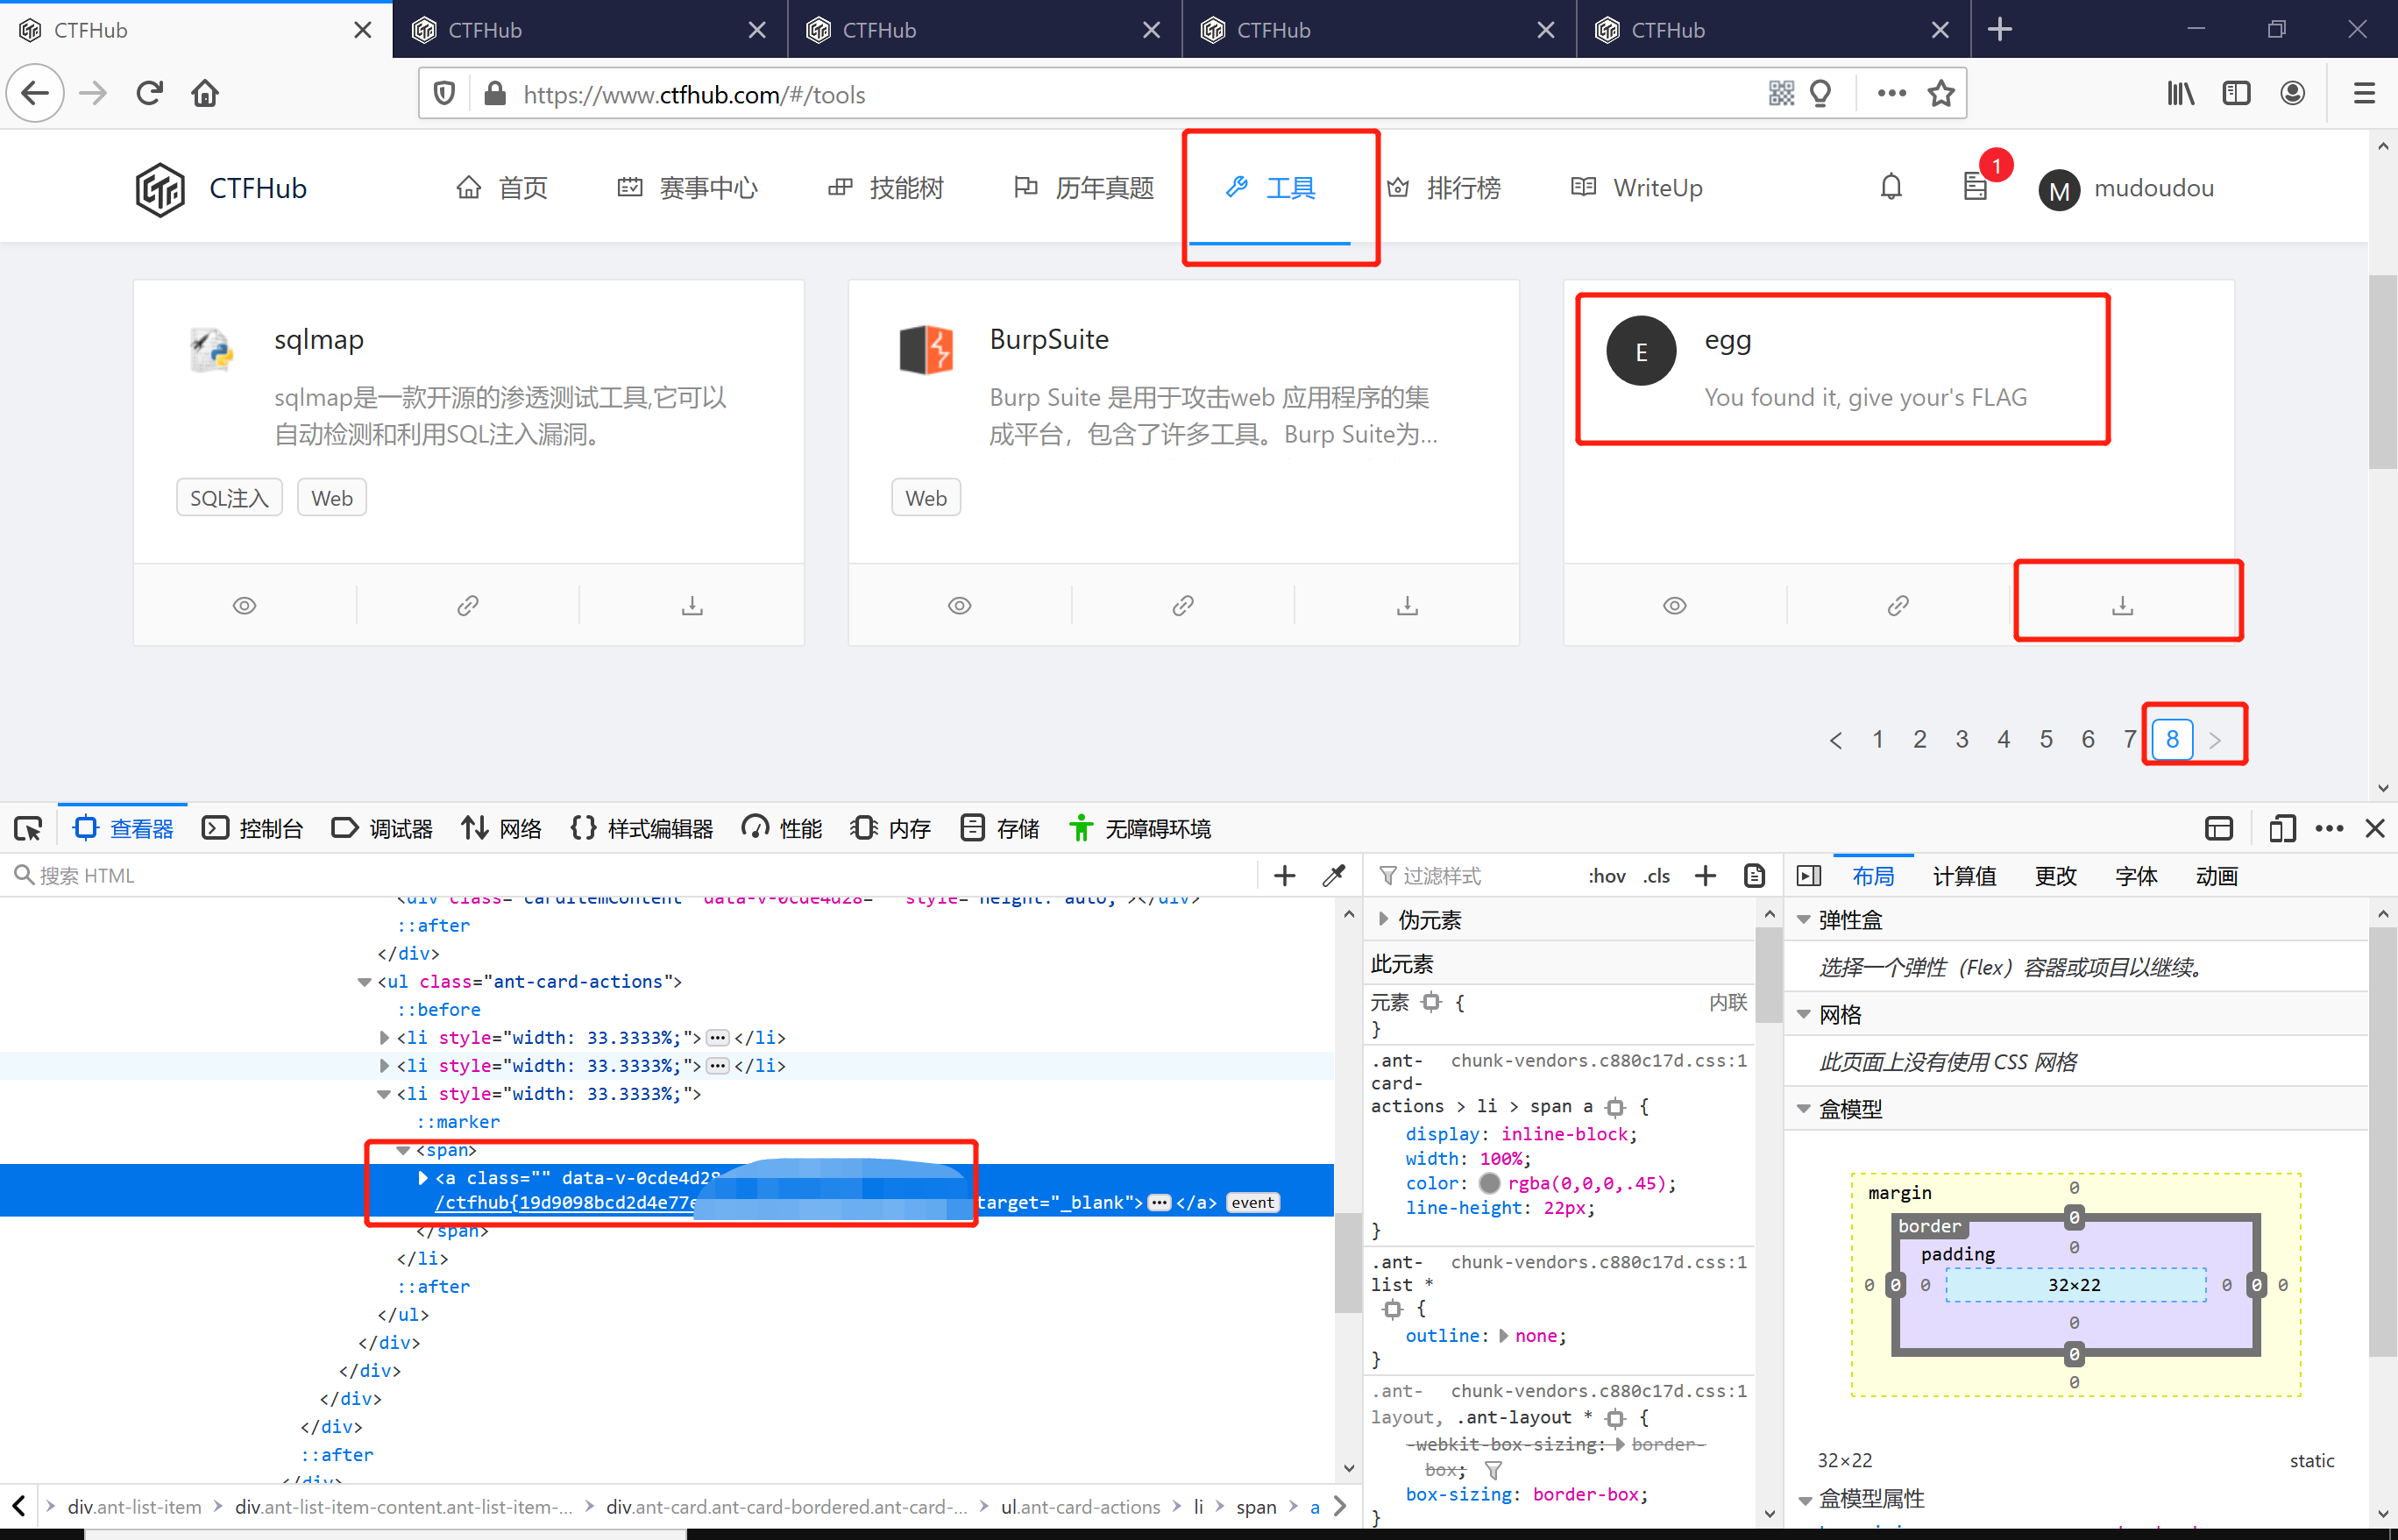 CTFHub CTFHub CTFHub CTFHub CTFHub
https://www.ctfhub.com/#/tools
CTFHub 首页 赛事中心 技能树 历年真题 工具 排行榜 WriteUp 1 M mudoudou
sqlmap
sqlmap是一款开源的渗透测试工具,它可以
自动检测和利用SQL注入漏洞。
SQL注入 Web
BurpSuite
Burp Suite 是用于攻击web 应用程序的集
成平台，包含了许多工具。Burp Suite为...
Web
E egg
You found it, give your's FLAG
< 1 2 3 4 5 6 7 8 >
查看器 控制台 调试器 网络 样式编辑器 性能 内存 存储 无障碍环境
搜索 HTML
<div class="cardItemContent" data-v-0cde4d28="" style="height: auto;"></div>
::after
</div>
<ul class="ant-card-actions">
::before
<li style="width: 33.3333%;"></li>
<li style="width: 33.3333%;"></li>
<li style="width: 33.3333%;">
::marker
<span>
<a class="" data-v-0cde4d28
/ctfhub{19d9098bcd2d4e77e target="_blank"></a> event
</span>
</li>
::after
</ul>
</div>
</div>
</div>
</div>
::after
</div>
div.ant-list-item div.ant-list-item-content.ant-list-item-... div.ant-card.ant-card-bordered.ant-card-... ul.ant-card-actions li span a
过滤样式 :hov .cls
伪元素
此元素
元素 { 内联
}
.ant- chunk-vendors.c880c17d.css:1
card-
actions > li > span a {
display: inline-block;
width: 100%;
color: rgba(0,0,0,.45);
line-height: 22px;
}
.ant- chunk-vendors.c880c17d.css:1
list *
{
outline: none;
}
.ant- chunk-vendors.c880c17d.css:1
layout, .ant-layout * {
-webkit-box-sizing: border-
box;
box-sizing: border-box;
}
布局 计算值 更改 字体 动画
弹性盒
选择一个弹性（Flex）容器或项目以继续。
网格
此页面上没有使用 CSS 网格
盒模型
margin 0
border 0
padding 0
0 0 0 32×22 0 0 0
0
0
0
32×22 static
盒模型属性